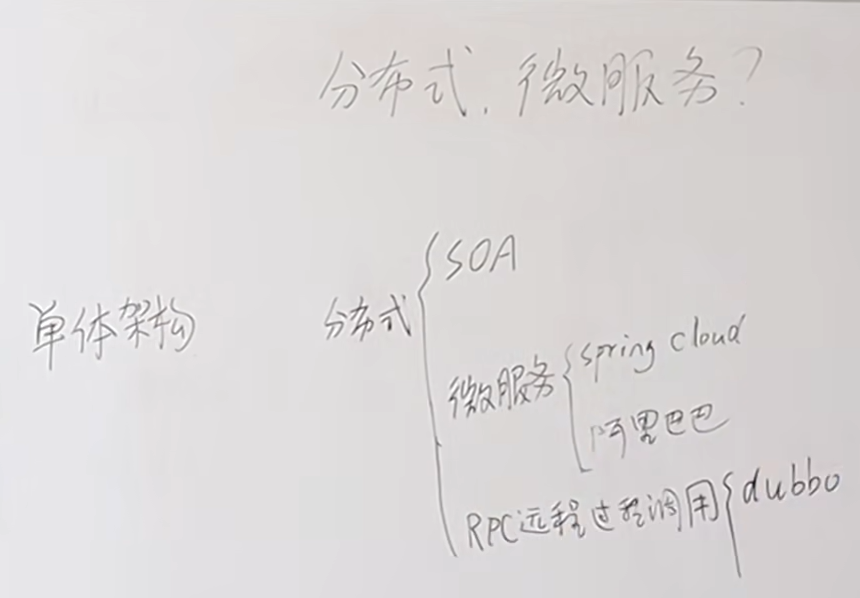 分布式，微服务？
SOA
单体架构
分布式
微服务
spring cloud
阿里巴巴
RPC远程过程调用
dubbo